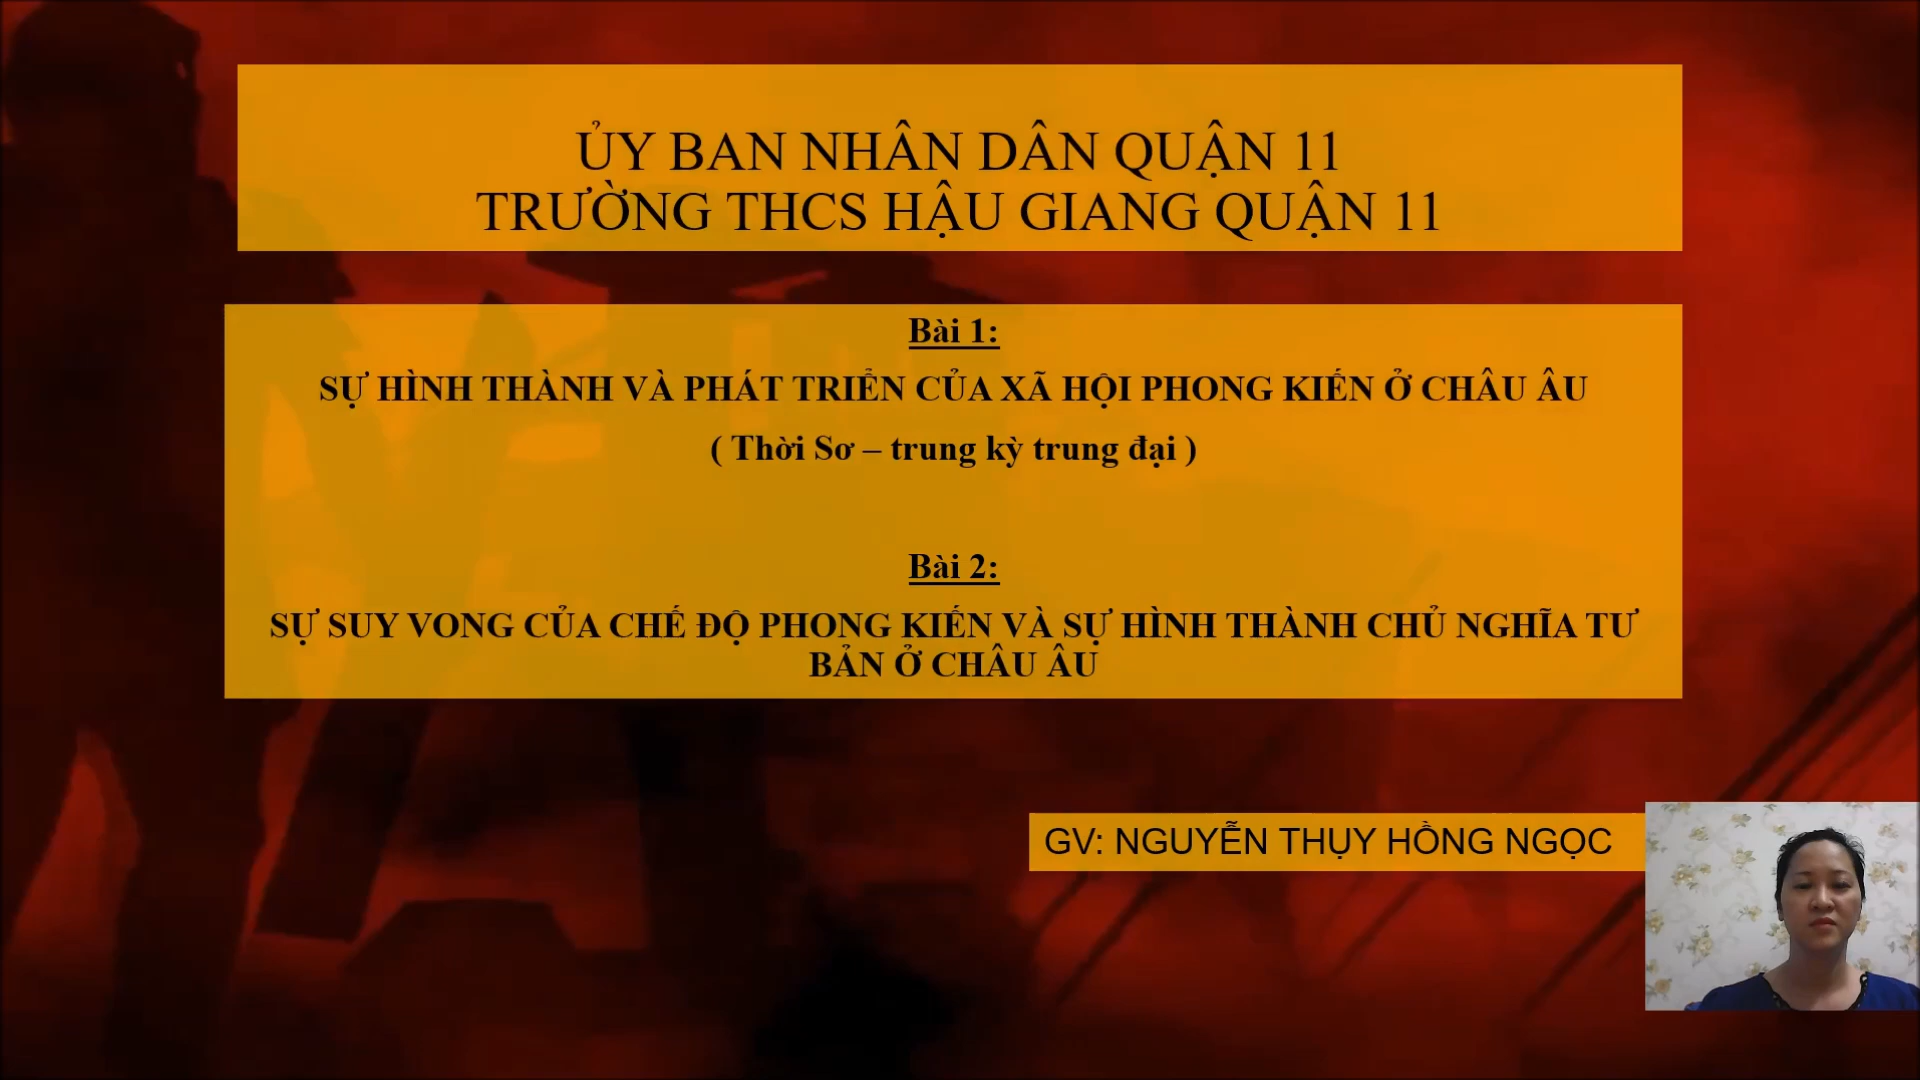 ỦY BAN NHÂN DÂN QUẬN 11
TRƯỜNG THCS HẬU GIANG QUẬN 11
Bài 1:
SỰ HÌNH THÀNH VÀ PHÁT TRIỂN CỦA XÃ HỘI PHONG KIẾN Ở CHÂU ÂU
( Thời Sơ – trung kỳ trung đại )
Bài 2:
SỰ SUY VONG CỦA CHẾ ĐỘ PHONG KIẾN VÀ SỰ HÌNH THÀNH CHỦ NGHĨA TƯ
BẢN Ở CHÂU ÂU
GV: NGUYỄN THỤY HỒNG NGỌC